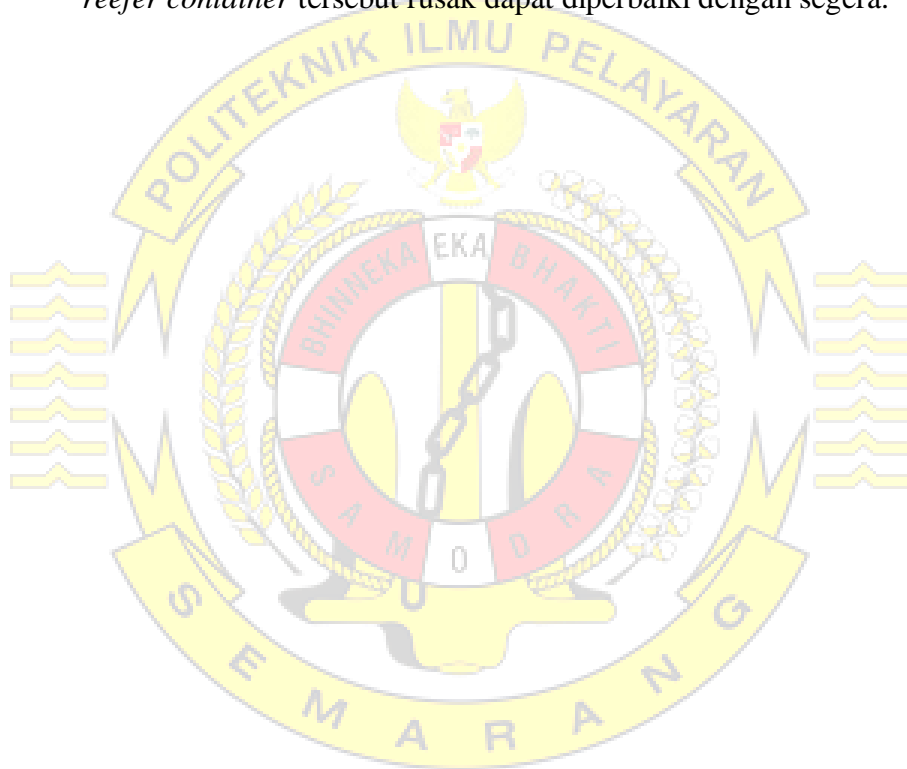 reefer container tersebut rusak dapat diperbaiki dengan segera.
POLITEKNIK ILMU PELAYARAN
BHINNEKA EKA BHAKTI
SAMODRA
SEMARANG